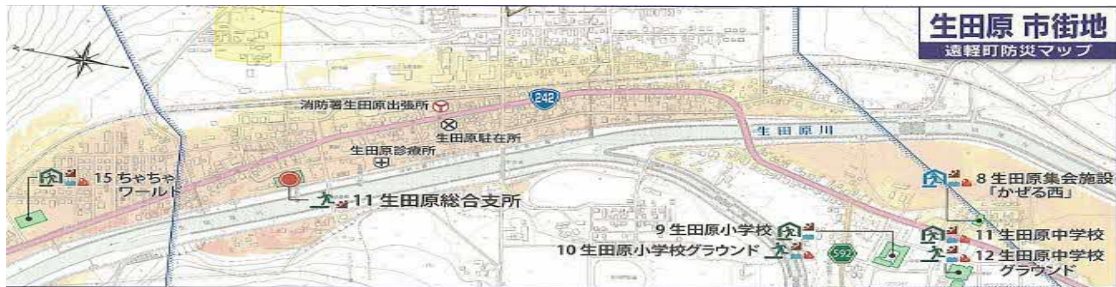 生田原 市街地
遠軽町防災マップ
242
消防署生田原出張所
生田原駐在所
生田原診療所
生田原川
15 ちゃちゃ
ワールド
11 生田原総合支所
8 生田原集会施設
「かぜる西」
9 生田原小学校
10 生田原小学校グラウンド
592
11 生田原中学校
12 生田原中学校
グラウンド